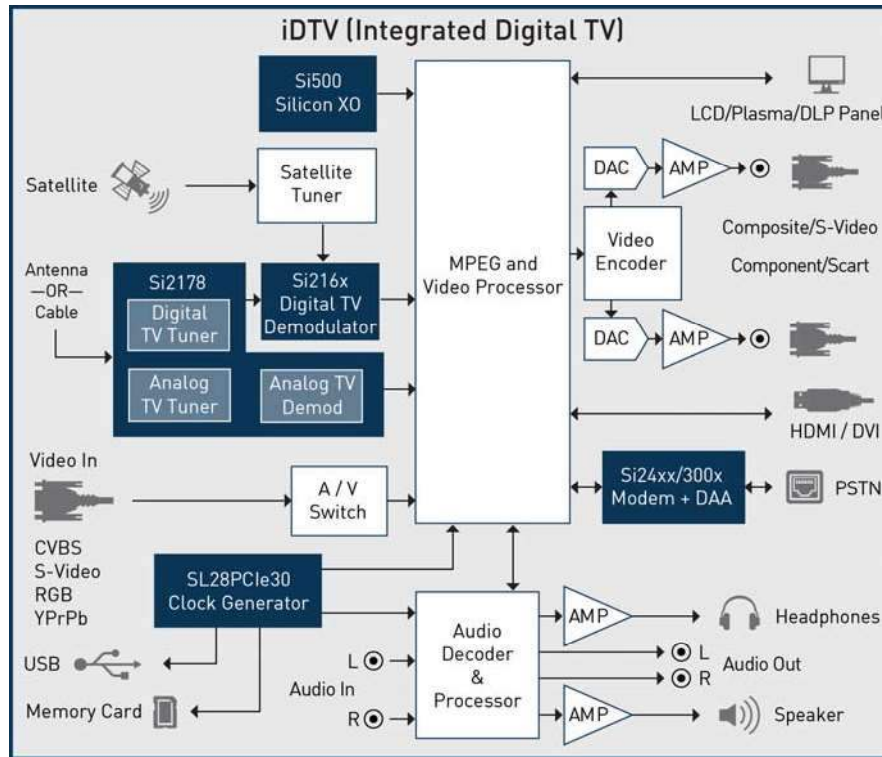 iDTV (Integrated Digital TV)
Si500
Silicon XO
LCD/Plasma/DLP Panel
Satellite
Satellite
Tuner
DAC
AMP
Composite/S-Video
Component/Scart
Video
Encoder
MPEG and
Video Processor
Antenna
—OR—
Cable
Si2178
Digital
TV Tuner
Analog
TV Tuner
Analog TV
Demod
Si216x
Digital TV
Demodulator
DAC
AMP
HDMI / DVI
Video In
CVBS
S-Video
RGB
YPrPb
A / V
Switch
Si24xx/300x
Modem + DAA
PSTN
SL28PCIe30
Clock Generator
USB
Memory Card
Audio In
L
R
Audio
Decoder
&
Processor
AMP
Headphones
L
R
Audio Out
AMP
Speaker